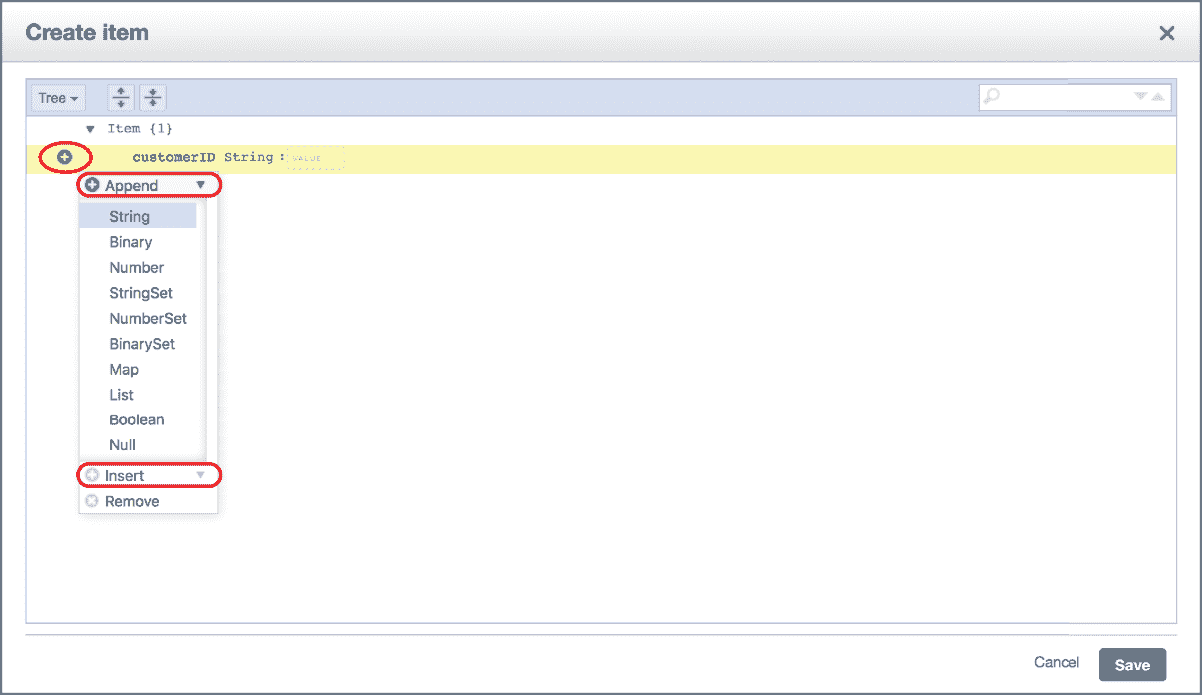 Create item
Tree
Item {1}
customerID String : VALUE
Append
String
Binary
Number
StringSet
NumberSet
BinarySet
Map
List
Boolean
Null
Insert
Remove
Cancel
Save